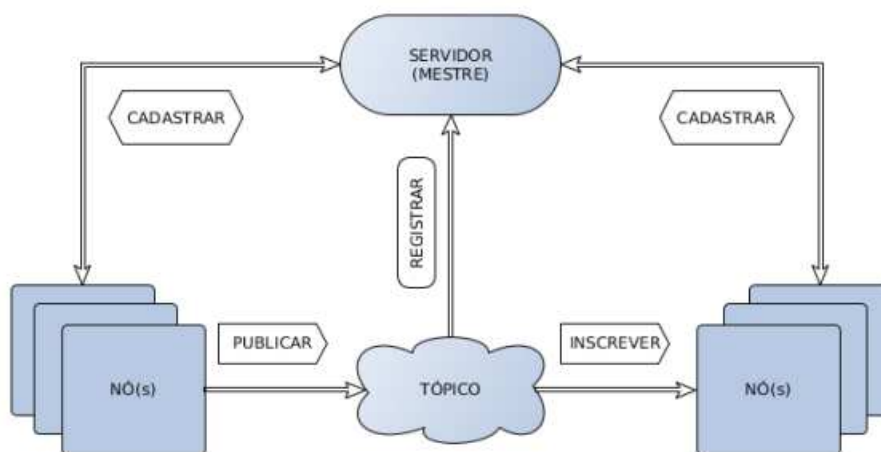 SERVIDOR
(MESTRE)
CADASTRAR
CADASTRAR
REGISTRAR
PUBLICAR
INSCREVER
NÓ(s)
TÓPICO
NÓ(s)